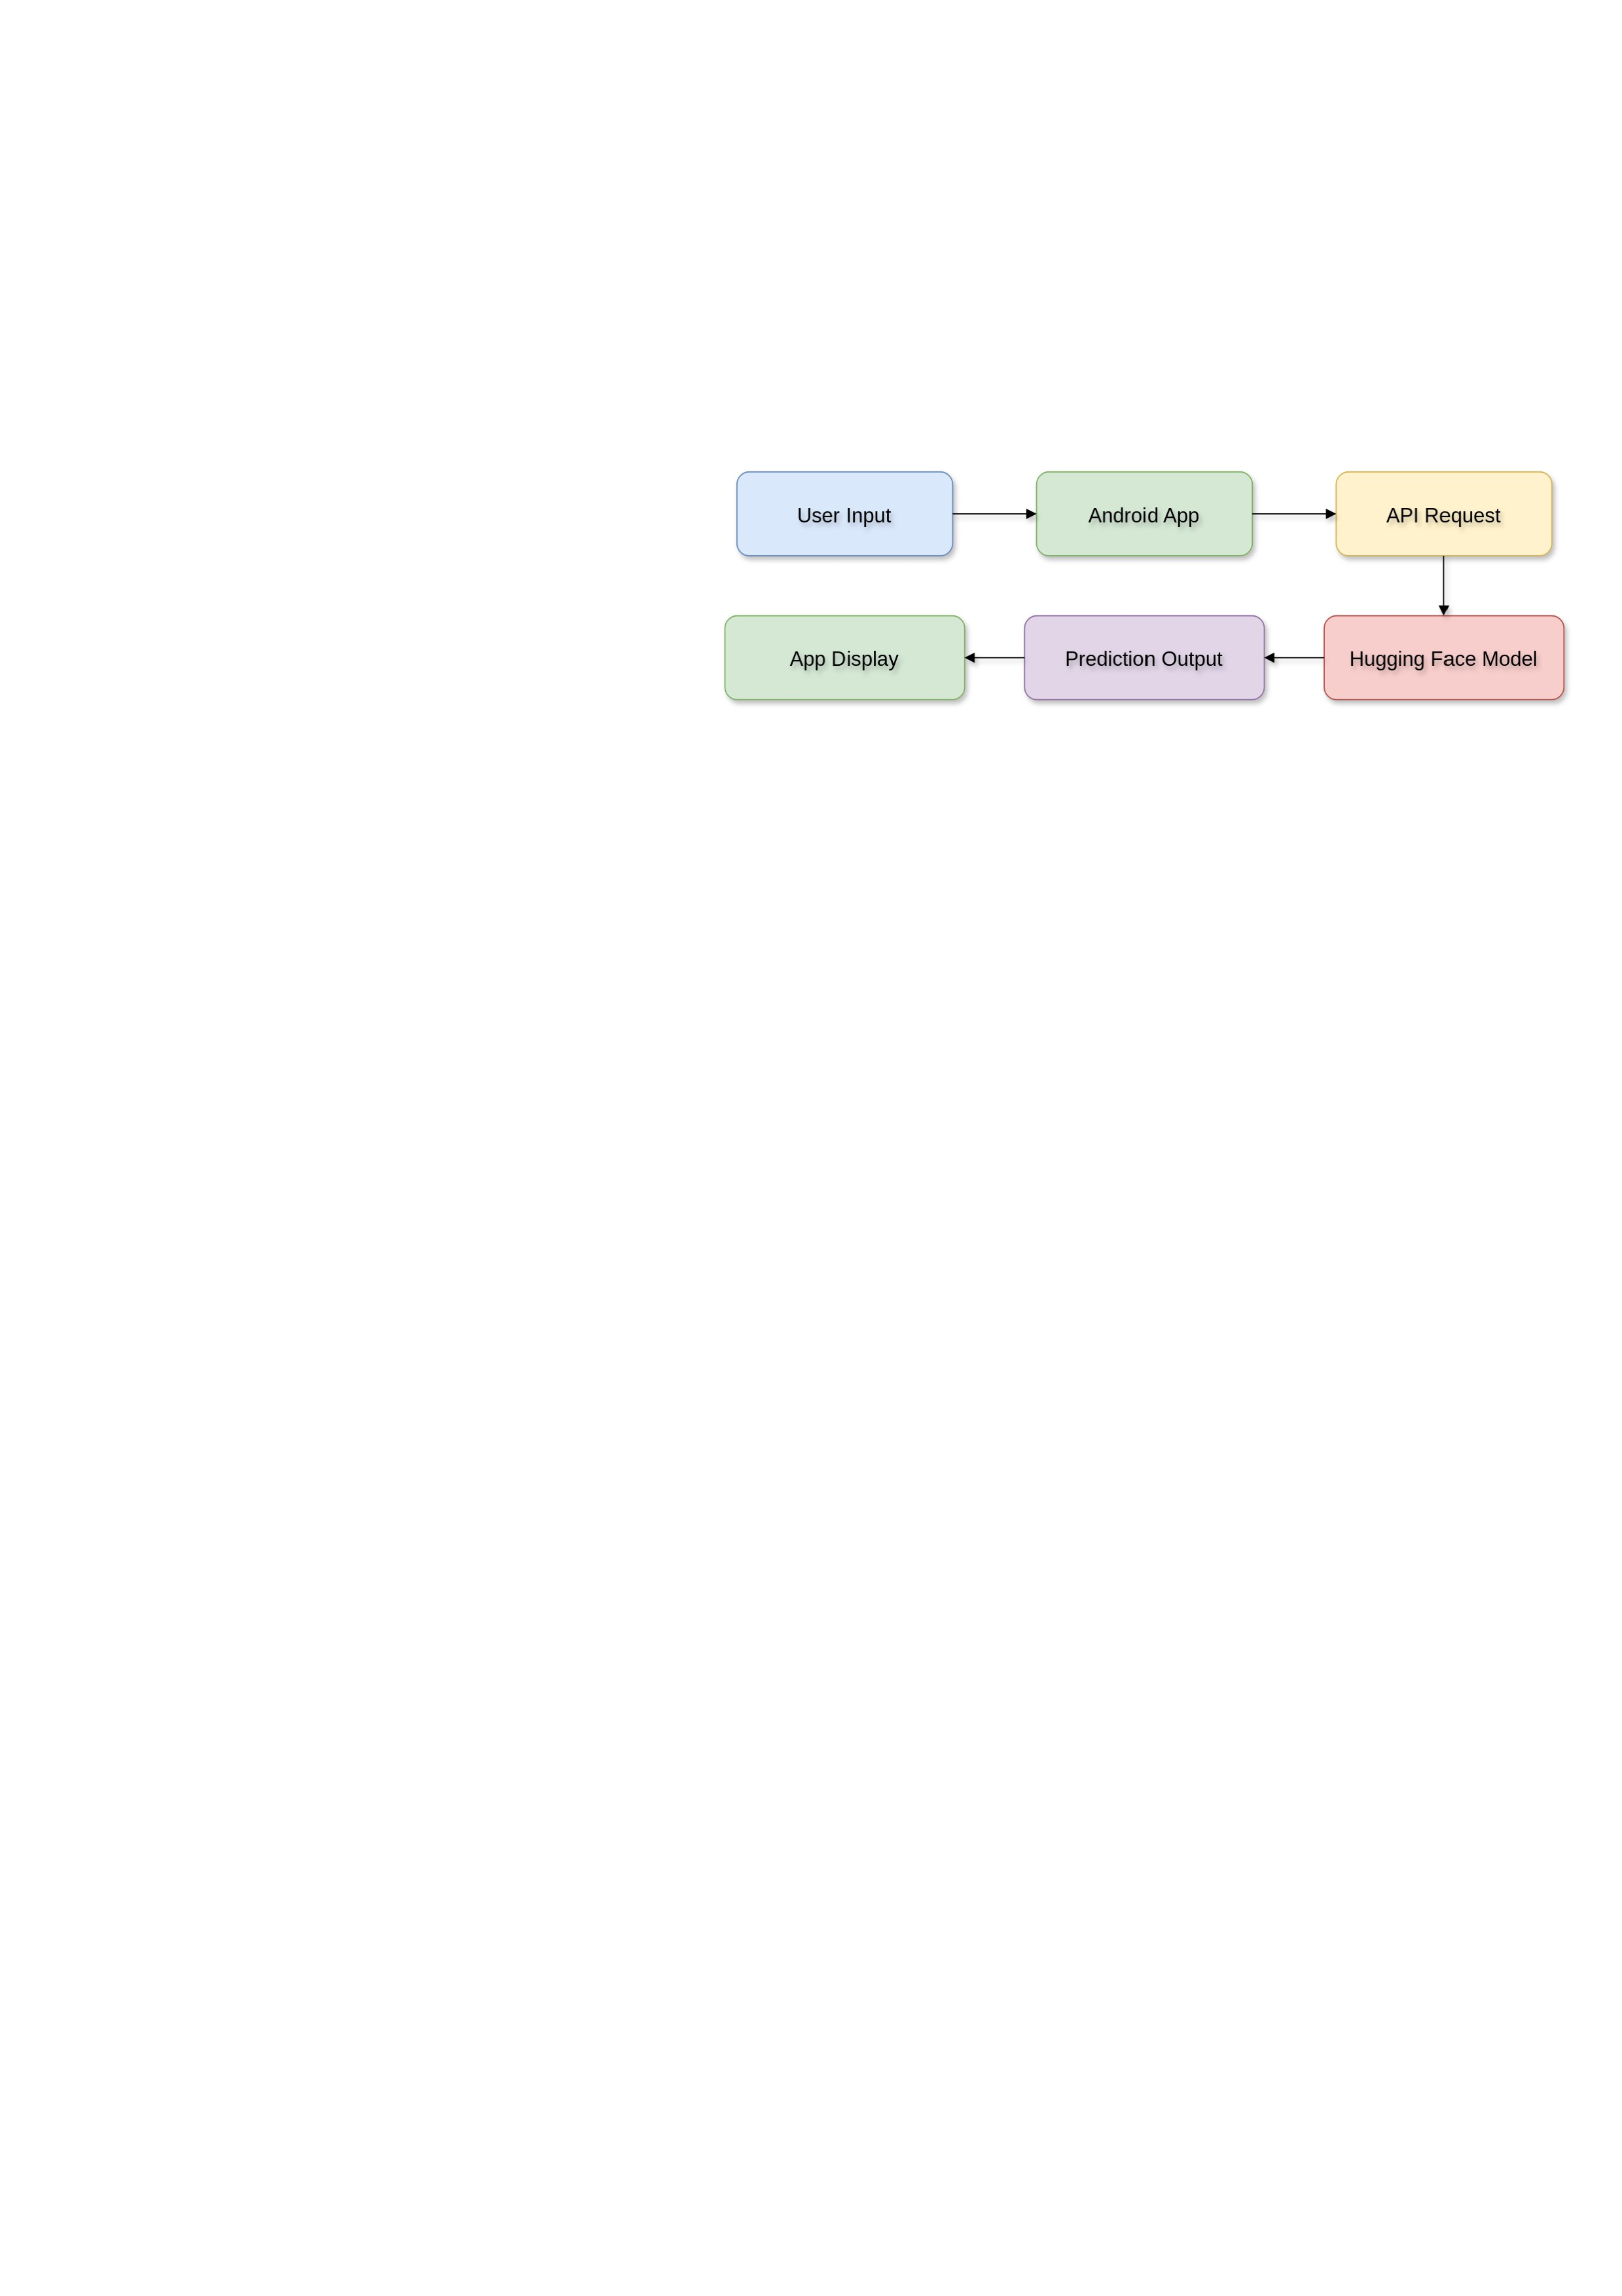 User Input
Android App
API Request
App Display
Prediction Output
Hugging Face Model